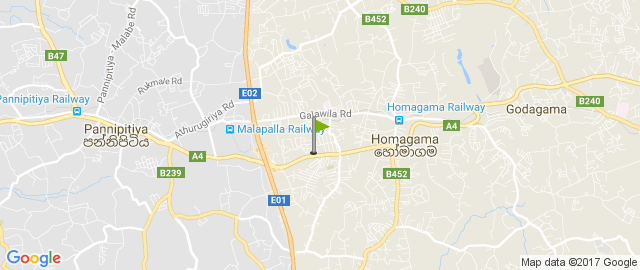 B240
B452
Pannipitiya - Malabe Rd
B47
Rukmale Rd
E02
B240
Pannipitiya Railway
Athurugiriya Rd
Galawila Rd
Homagama Railway
Godagama
Malapalla Railway
A4
Pannipitiya
පන්නිපිටිය
Homagama
හෝමාගම
A4
B239
B452
E01
Google
Map data ©2017 Google